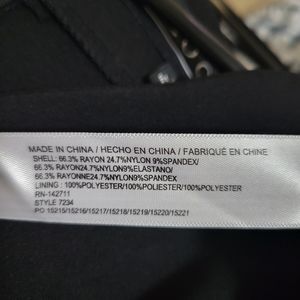 MADE IN CHINA / HECHO EN CHINA / FABRIQUÉ EN CHINE
SHELL: 66.3% RAYON 24.7%NYLON 9%SPANDEX/
66.3% RAYON24.7%NYLON9%ELASTANO/
66.3% RAYONNE24.7%NYLON9%SPANDEX
LINING : 100%POLYESTER/100%POLIESTER/100%POLYESTER
RN-142711
STYLE 7234
PO 15215/15216/15217/15218/15219/15220/15221